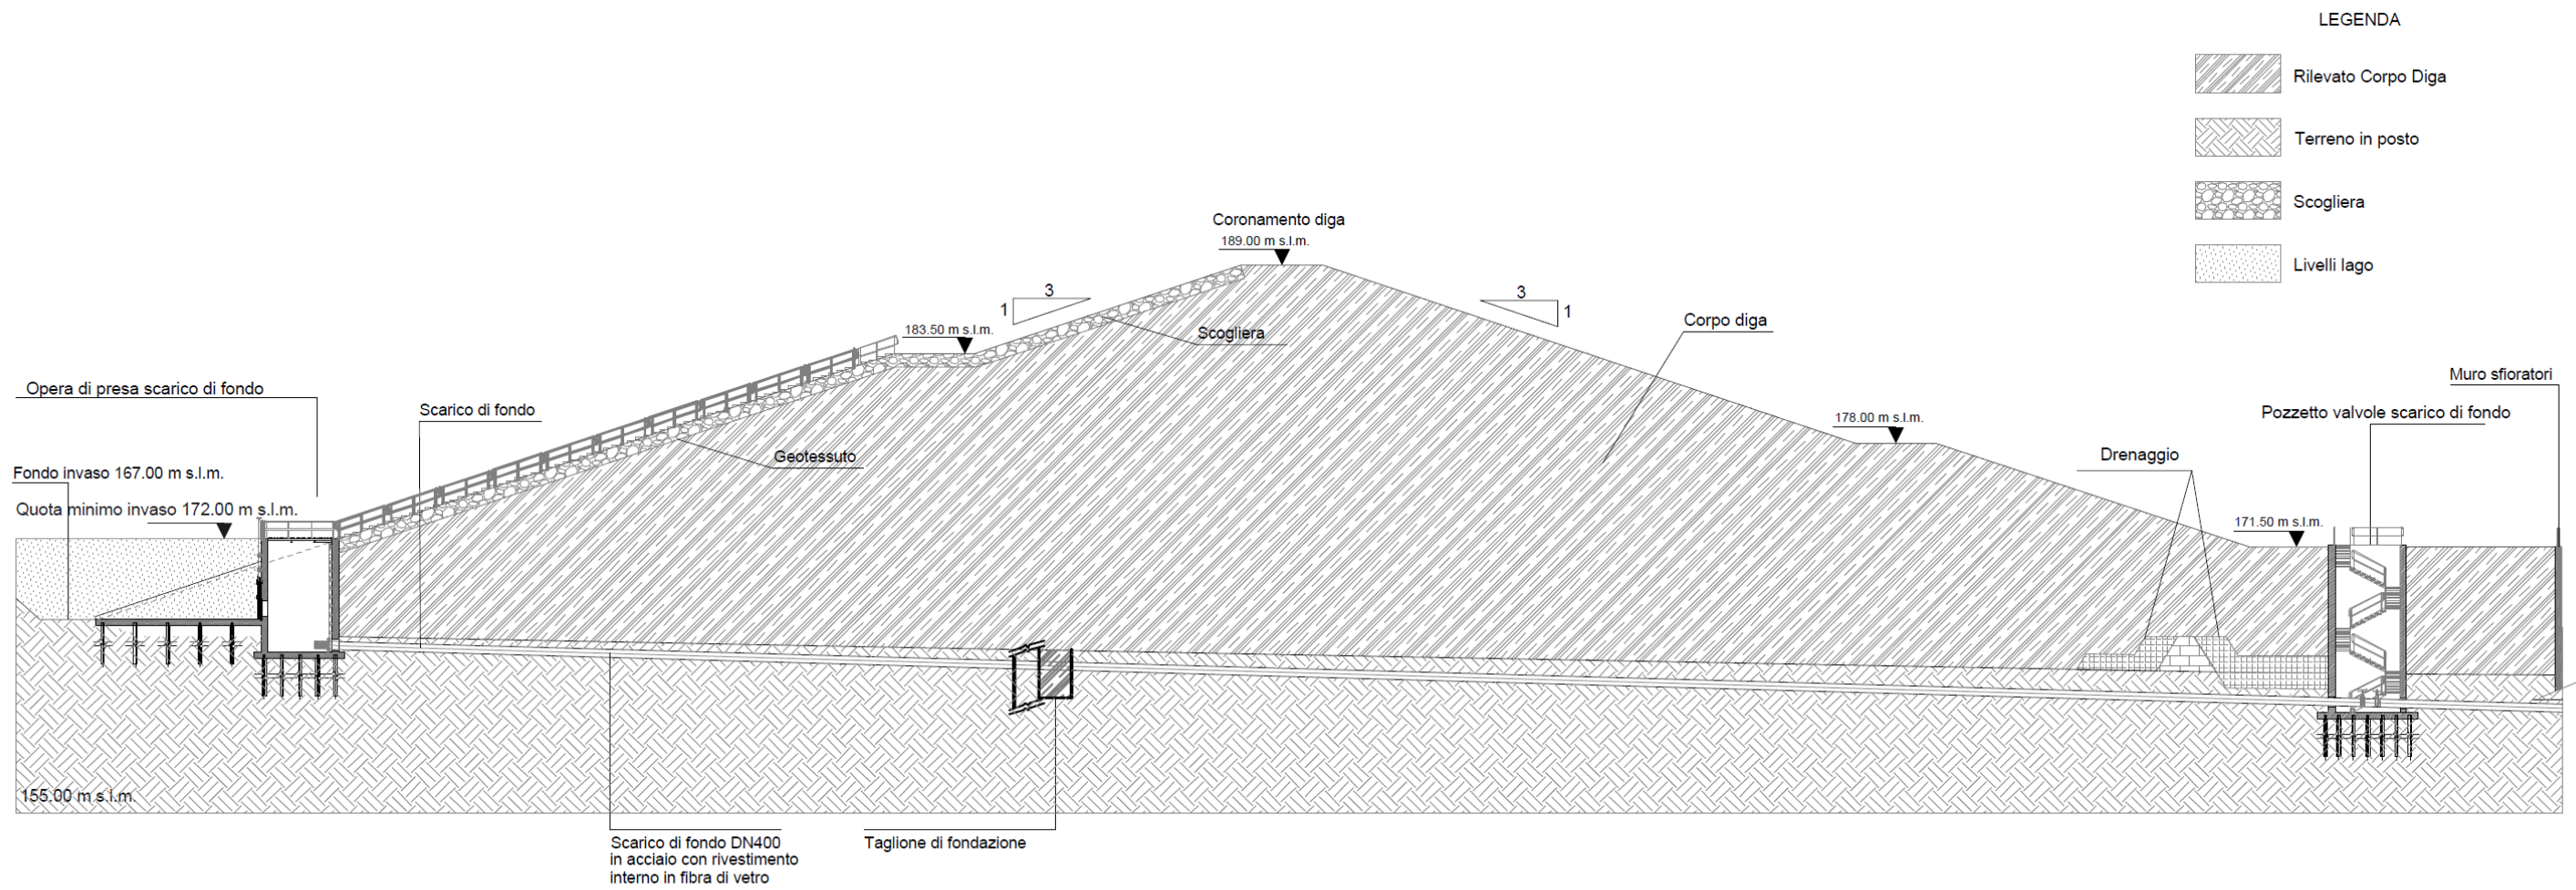 LEGENDA
Rilevato Corpo Diga
Terreno in posto
Scogliera
Livelli lago
Coronamento diga
189.00 m s.l.m.
3
1
3
1
183.50 m s.l.m.
Scogliera
Corpo diga
Opera di presa scarico di fondo
Scarico di fondo
Muro sfioratori
178.00 m s.l.m.
Pozzetto valvole scarico di fondo
Geotessuto
Drenaggio
Fondo invaso 167.00 m s.l.m.
Quota minimo invaso 172.00 m s.l.m.
171.50 m s.l.m.
155.00 m s.l.m.
Scarico di fondo DN400
in acciaio con rivestimento
interno in fibra di vetro
Taglione di fondazione